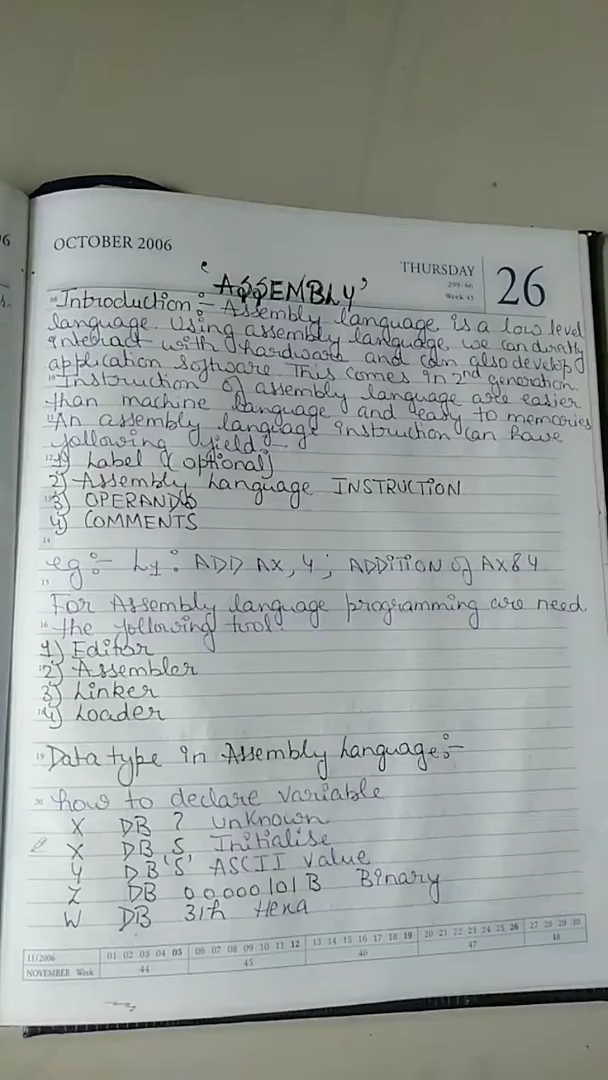 OCTOBER 2006
THURSDAY
299-66
Week 43
26
'ASSEMBLY'
Introduction :- Assembly language is a low level
language. Using assembly language we can directly
interact with hardware and can also develop
application software. This comes in 2nd generation.
Instruction of assembly language are easier
than machine language and easy to memories
An assembly language instruction can have
following field :-
1) Label (optional)
2) Assembly Language INSTRUCTION
3) OPERANDS
4) COMMENTS
eg:- L1 : ADD AX, 4 ; ADDITION of AX & 4
For Assembly language programming are need
the following tool.
1) Editor
2) Assembler
3) Linker
4) Loader
Data type in Assembly Language:-
how to declare variable
X DB ? unknown
X DB 5 Initialise
Y DB '5' ASCII value
Z DB 00000101B Binary
W DB 31h Hexa
11/2006
NOVEMBER Week
01 02 03 04 05
44
06 07 08 09 10 11 12
45
13 14 15 16 17 18 19
46
20 21 22 23 24 25 26
47
27 28 29 30
48